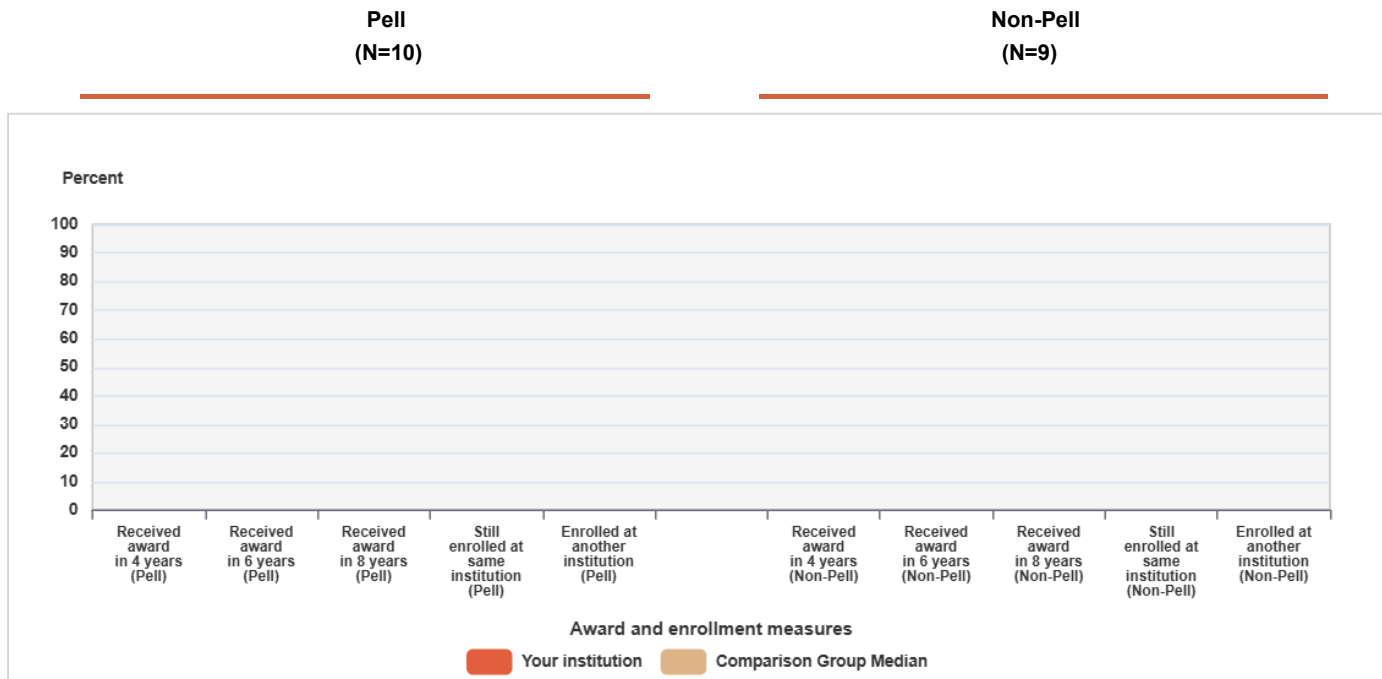 Pell
(N=10)
Non-Pell
(N=9)
Percent
100
90
80
70
60
50
40
30
20
10
0
Received
award
in 4 years
(Pell)
Received
award
in 6 years
(Pell)
Received
award
in 8 years
(Pell)
Still
enrolled at
same
institution
(Pell)
Enrolled at
another
institution
(Pell)
Received
award
in 4 years
(Non-Pell)
Received
award
in 6 years
(Non-Pell)
Received
award
in 8 years
(Non-Pell)
Still
enrolled at
same
institution
(Non-Pell)
Enrolled at
another
institution
(Non-Pell)
Award and enrollment measures
Your institution
Comparison Group Median